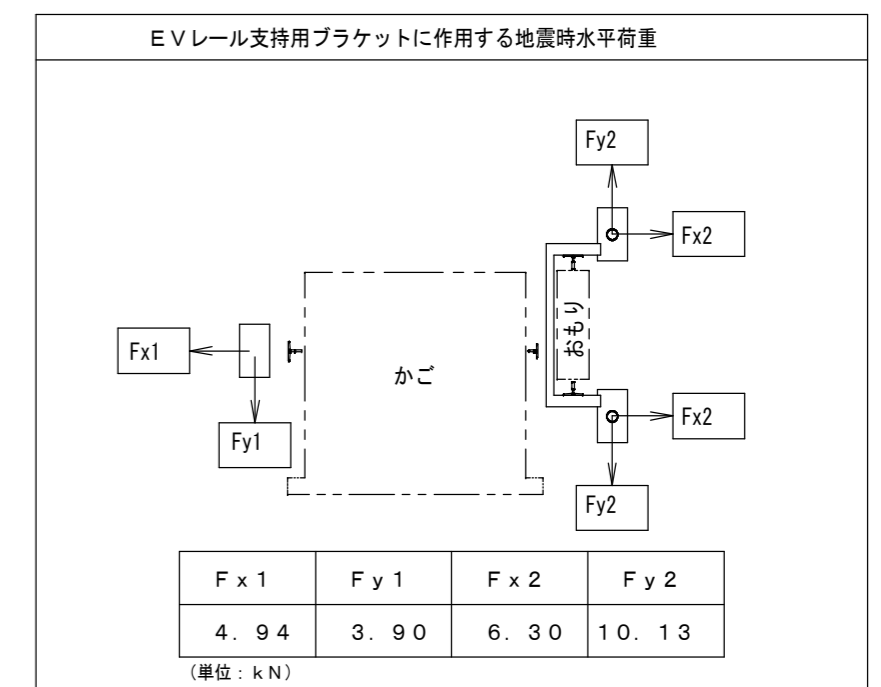 ＥＶレール支持用ブラケットに作用する地震時水平荷重
Fy2
Fx2
おもり
Fx1
かご
Fx2
Fy1
Fy2
Ｆｘ１ Ｆｙ１ Ｆｘ２ Ｆｙ２
４．９４ ３．９０ ６．３０ １０．１３
（単位：ｋＮ）